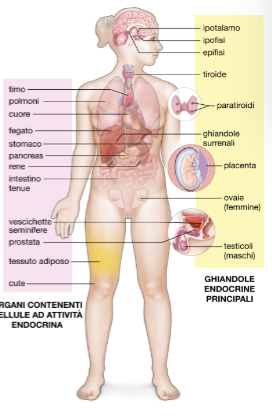 ipotalamo
ipofisi
epifisi
tiroide
paratiroidi
ghiandole
surrenali
placenta
ovaie
(femmine)
testicoli
(maschi)
GHIANDOLE
ENDOCRINE
PRINCIPALI
timo
polmoni
cuore
fegato
stomaco
pancreas
rene
intestino
tenue
vescichette
seminifere
prostata
tessuto adiposo
cute
RGANI CONTENENTI
ELLULE AD ATTIVITÀ
ENDOCRINA